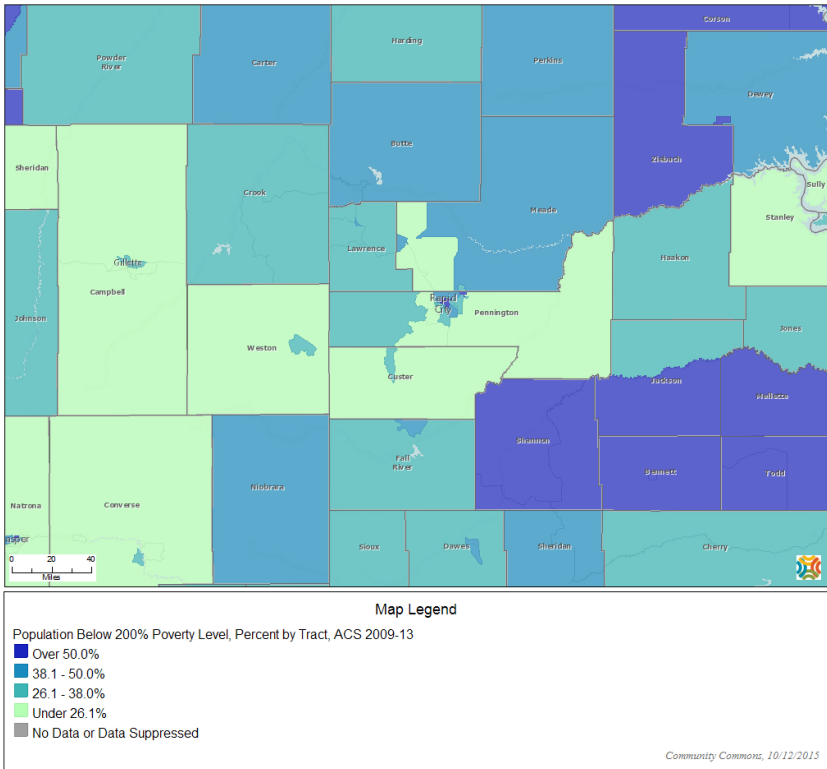 Corson
Harding
Powder
River
Carter
Perkins
Dewey
Butte
Ziebach
Sheridan
Sully
Crook
Meade
Stanley
Lawrence
Haakon
Gillette
Campbell
Rapid
City
Pennington
Johnson
Jones
Weston
Custer
Jackson
Mellette
Shannon
Fall
River
Bennett
Todd
Niobrara
Natrona
Converse
asper
Sioux
Dawes
Sheridan
Cherry
0 20 40
Miles
Map Legend
Population Below 200% Poverty Level, Percent by Tract, ACS 2009-13
Over 50.0%
38.1 - 50.0%
26.1 - 38.0%
Under 26.1%
No Data or Data Suppressed
Community Commons, 10/12/2015